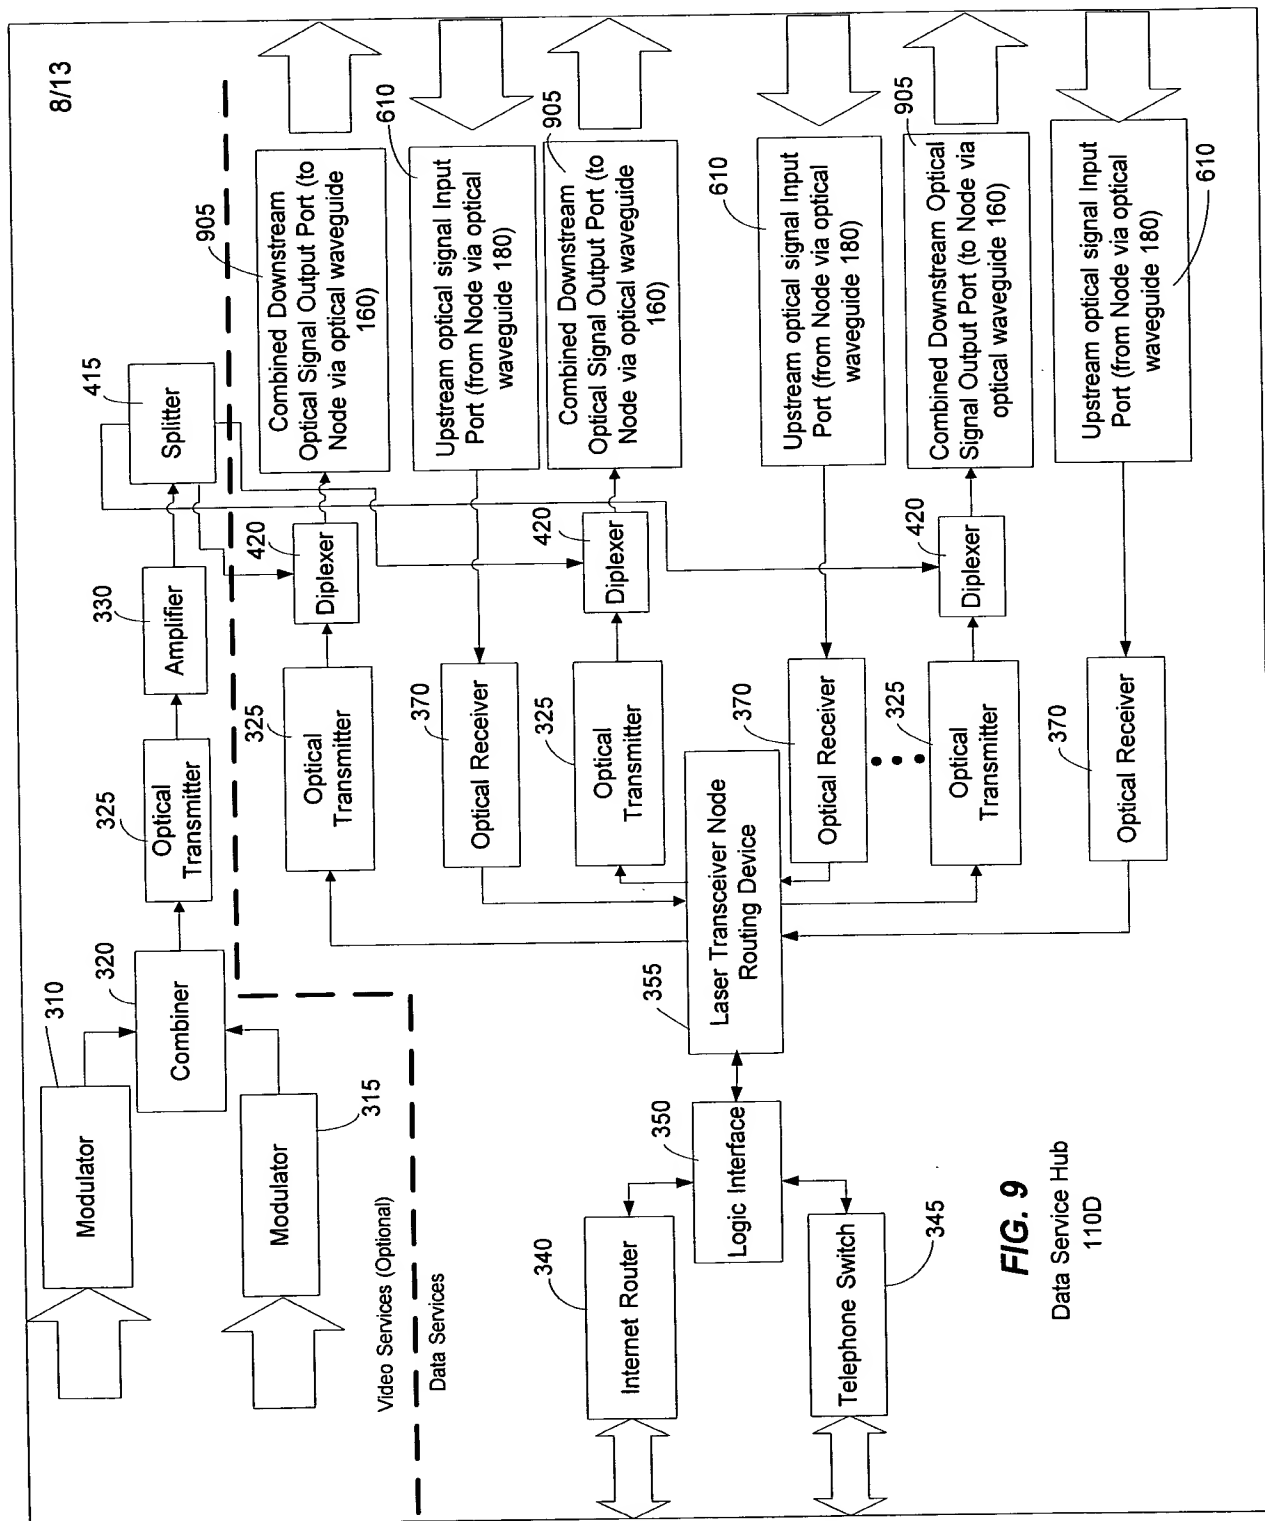 8/13
310
Modulator
320
Combiner
325
Optical
Transmitter
330
Amplifier
415
Splitter
Modulator
315
Video Services (Optional)
Data Services
325
Optical
Transmitter
420
Diplexer
905
Combined Downstream
Optical Signal Output Port (to
Node via optical waveguide
160)
370
Optical Receiver
610
Upstream optical signal Input
Port (from Node via optical
waveguide 180)
325
Optical
Transmitter
420
Diplexer
905
Combined Downstream
Optical Signal Output Port (to
Node via optical waveguide
160)
340
Internet Router
350
Logic Interface
355
Laser Transceiver Node
Routing Device
370
Optical Receiver
610
Upstream optical signal Input
Port (from Node via optical
waveguide 180)
Telephone Switch
345
325
Optical
Transmitter
420
Diplexer
905
Combined Downstream Optical
Signal Output Port (to Node via
optical waveguide 160)
370
Optical Receiver
Upstream optical signal Input
Port (from Node via optical
waveguide 180)
610
FIG. 9
Data Service Hub
110D